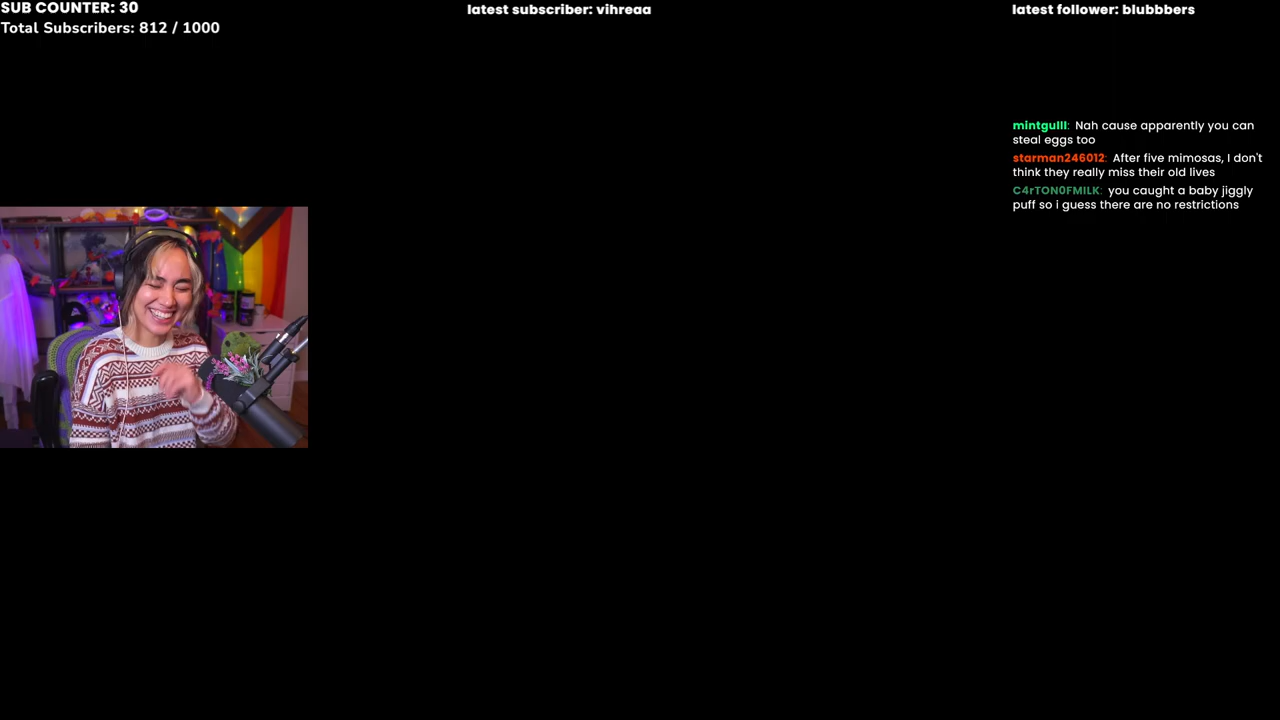 SUB COUNTER: 30
Total Subscribers: 812 / 1000
latest subscriber: vihreaa
latest follower: blubbbers
mintgulll: Nah cause apparently you can
steal eggs too
starman246012: After five mimosas, I don't
think they really miss their old lives
C4rTON0FMILK: you caught a baby jiggly
puff so i guess there are no restrictions